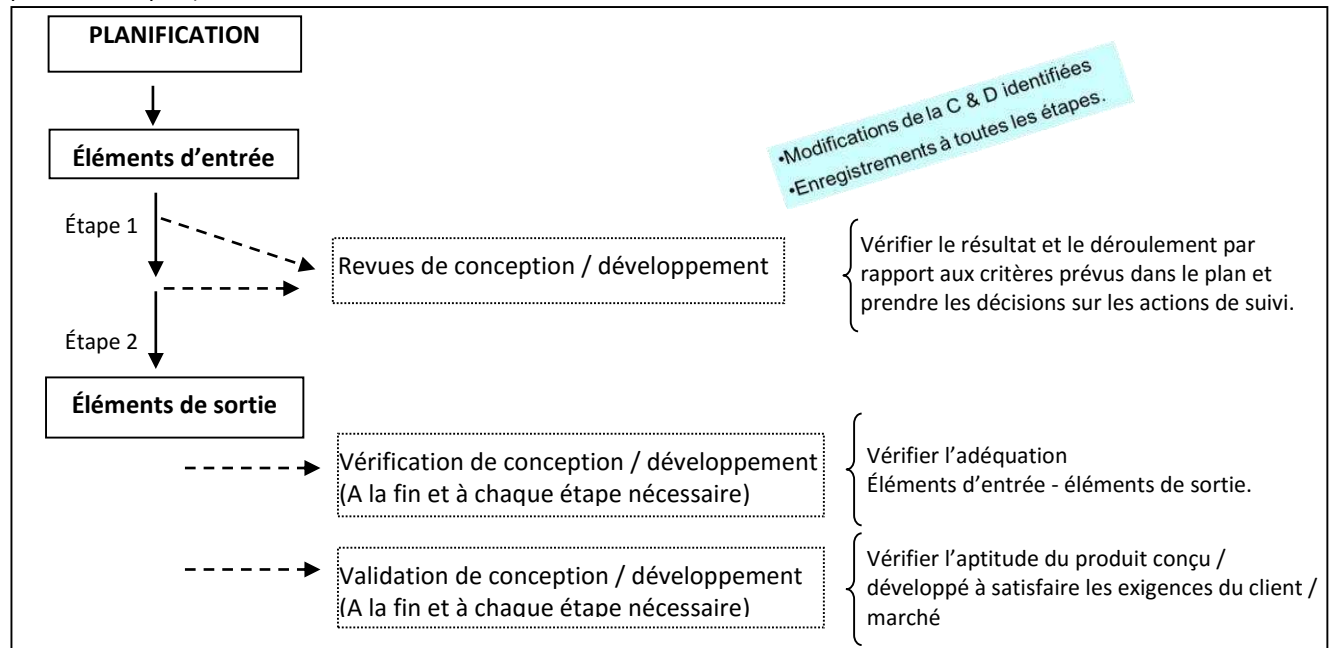 PLANIFICATION
•Modifications de la C & D identifiées
•Enregistrements à toutes les étapes.
Éléments d’entrée
Étape 1
Revues de conception / développement
Vérifier le résultat et le déroulement par
rapport aux critères prévus dans le plan et
prendre les décisions sur les actions de suivi.
Étape 2
Éléments de sortie
Vérification de conception / développement
(A la fin et à chaque étape nécessaire)
Vérifier l’adéquation
Éléments d’entrée - éléments de sortie.
Validation de conception / développement
(A la fin et à chaque étape nécessaire)
Vérifier l’aptitude du produit conçu /
développé à satisfaire les exigences du client /
marché